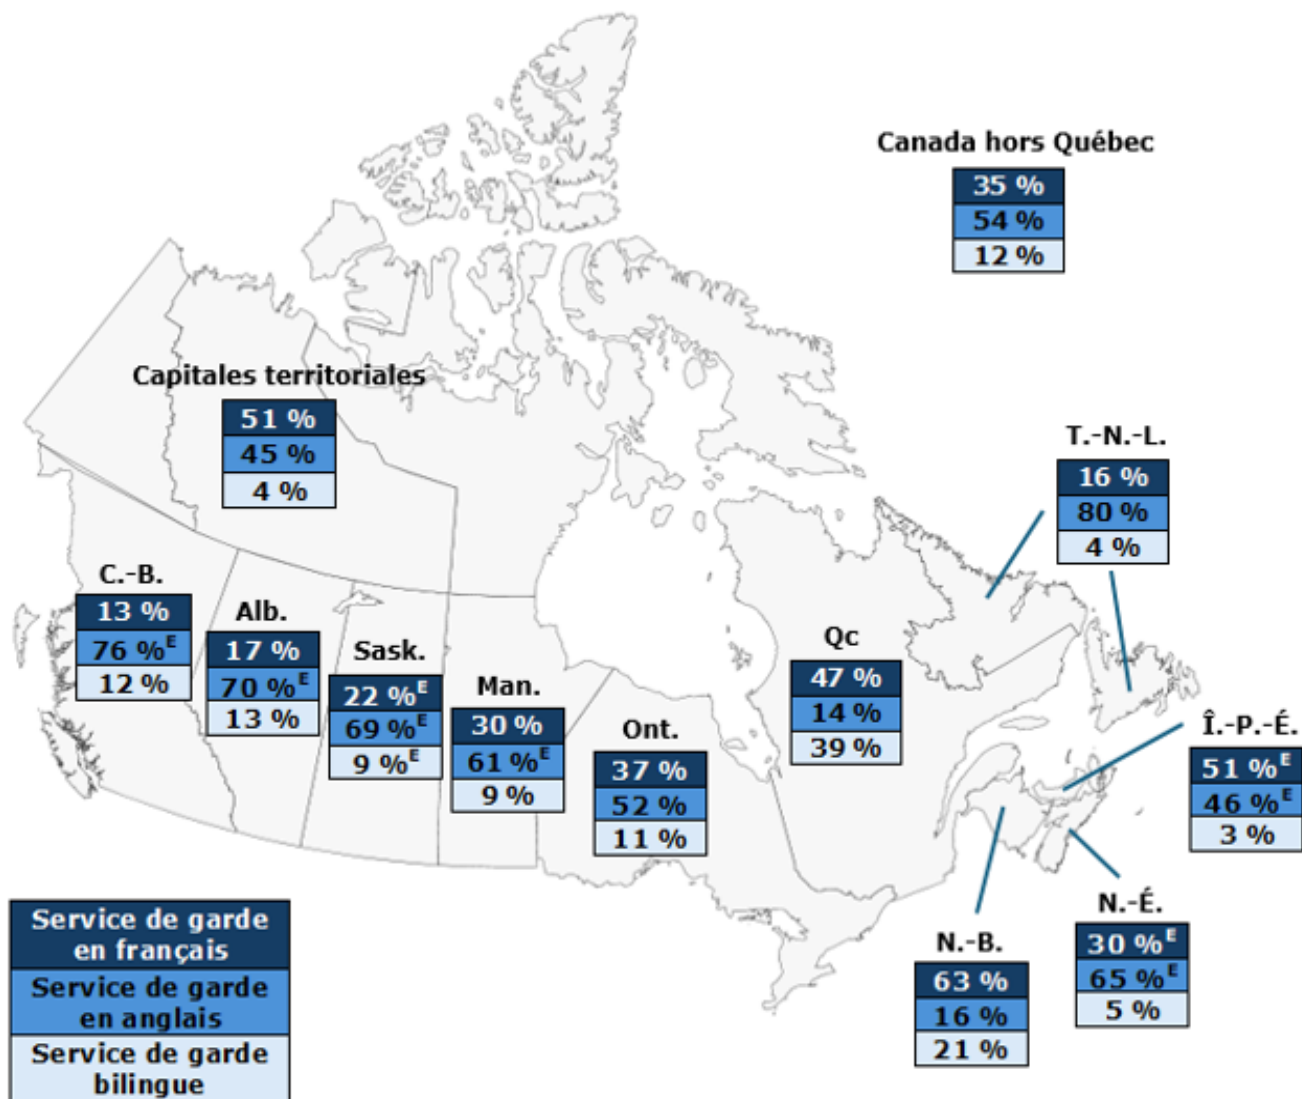 Canada hors Québec
35 %
54 %
12 %
Capitales territoriales
51 %
45 %
4 %
T.-N.-L.
16 %
80 %
4 %
C.-B.
13 %
76 %E
12 %
Alb.
17 %
70 %E
13 %
Sask.
22 %E
69 %E
9 %E
Man.
30 %
61 %E
9 %
Ont.
37 %
52 %
11 %
Qc
47 %
14 %
39 %
Î.-P.-É.
51 %E
46 %E
3 %
N.-É.
30 %E
65 %E
5 %
N.-B.
63 %
16 %
21 %
Service de garde
en français
Service de garde
en anglais
Service de garde
bilingue